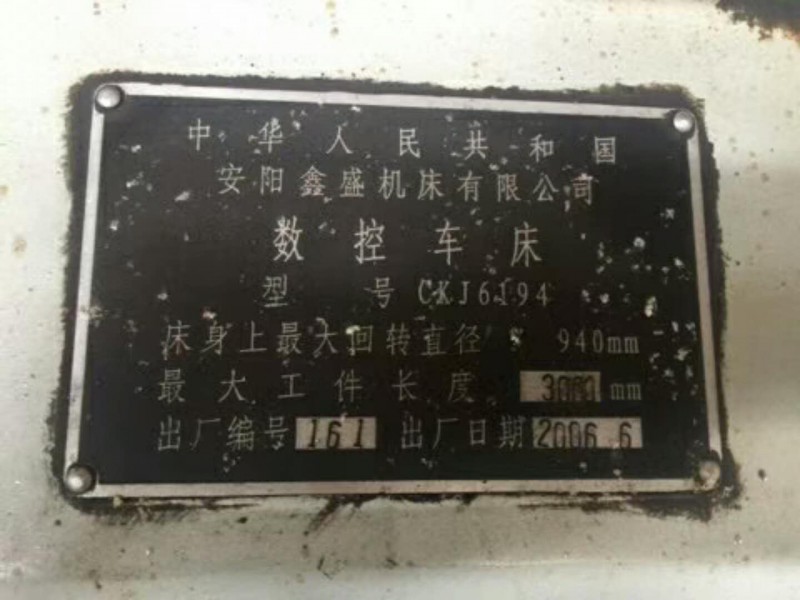 中华人民共和国
安阳鑫盛机床有限公司
数控车床
型 号 CKJ6194
床身上最大回转直径 940mm
最大工件长度 3000 mm
出厂编号 161 出厂日期 2006.6